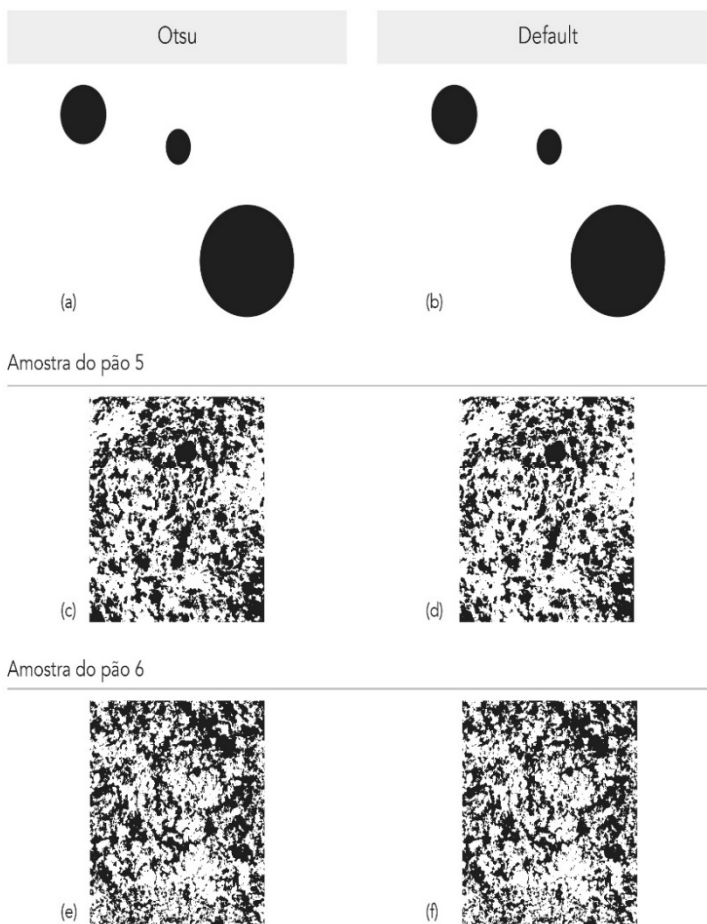 Otsu Default
(a) (b)
Amostra do pão 5
(c) (d)
Amostra do pão 6
(e) (f)